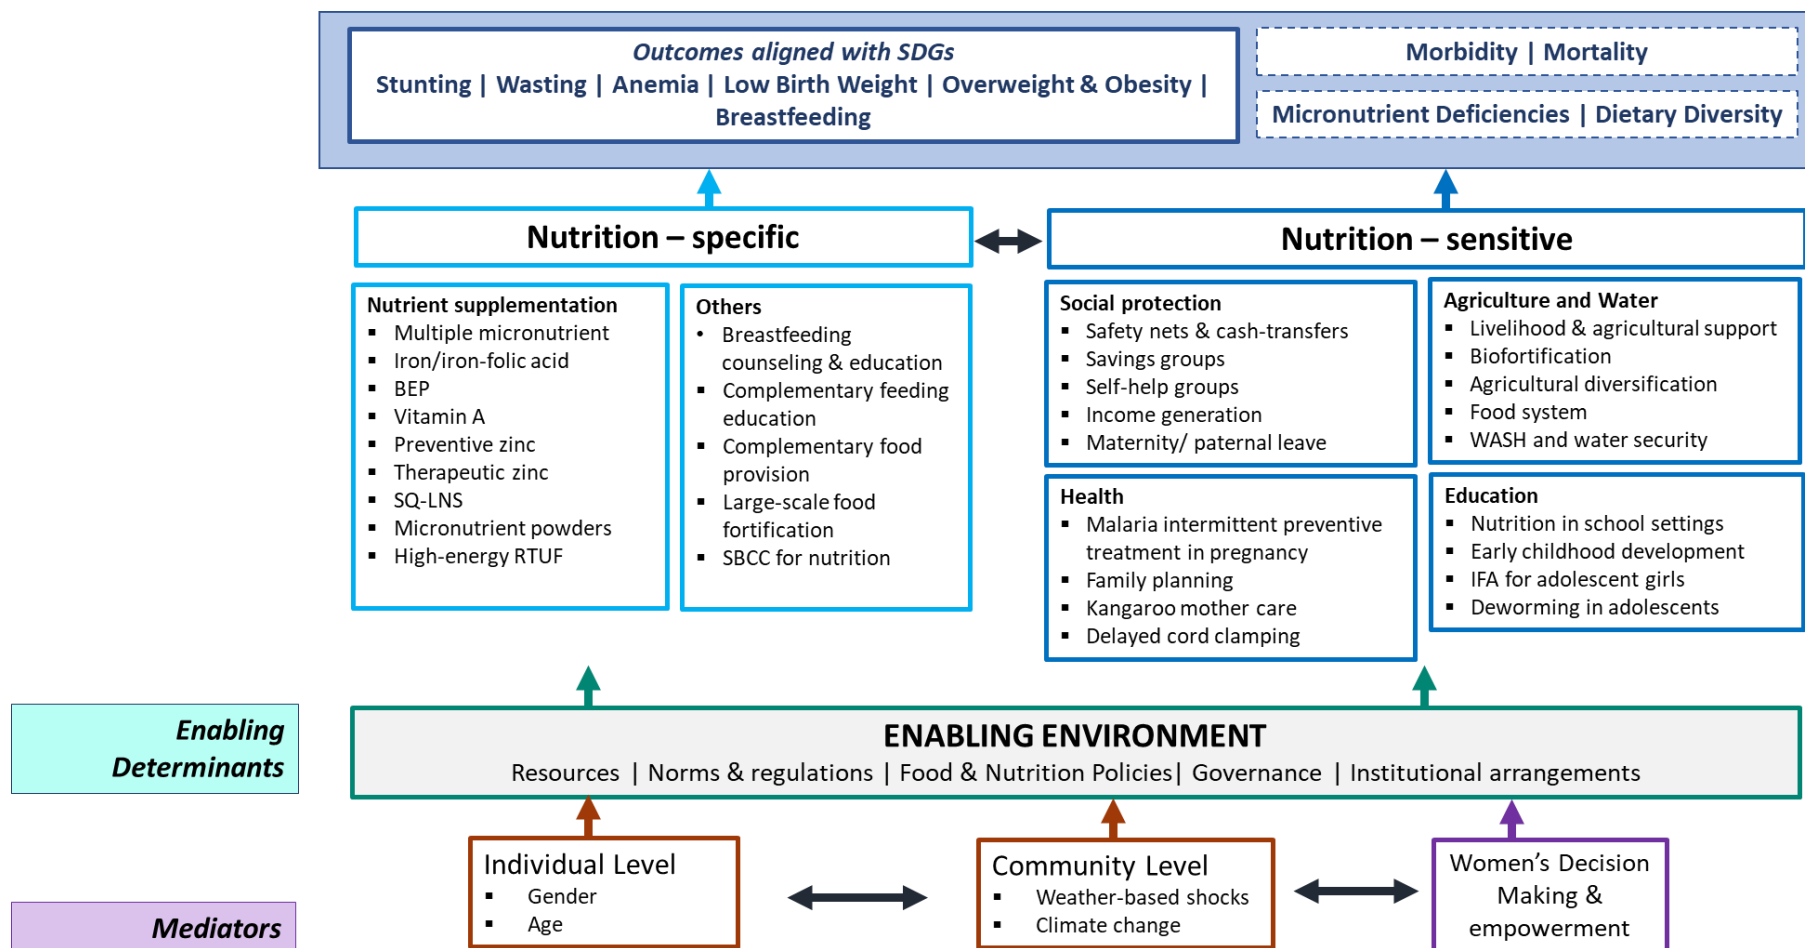 Outcomes aligned with SDGs
Stunting | Wasting | Anemia | Low Birth Weight | Overweight & Obesity |
Breastfeeding
Morbidity | Mortality
Micronutrient Deficiencies | Dietary Diversity
Nutrition – specific
Nutrition – sensitive
Nutrient supplementation
▪ Multiple micronutrient
▪ Iron/iron-folic acid
▪ BEP
▪ Vitamin A
▪ Preventive zinc
▪ Therapeutic zinc
▪ SQ-LNS
▪ Micronutrient powders
▪ High-energy RTUF
Others
• Breastfeeding
counseling & education
▪ Complementary feeding
education
▪ Complementary food
provision
▪ Large-scale food
fortification
▪ SBCC for nutrition
Social protection
▪ Safety nets & cash-transfers
▪ Savings groups
▪ Self-help groups
▪ Income generation
▪ Maternity/ paternal leave
Agriculture and Water
▪ Livelihood & agricultural support
▪ Biofortification
▪ Agricultural diversification
▪ Food system
▪ WASH and water security
Health
▪ Malaria intermittent preventive
treatment in pregnancy
▪ Family planning
▪ Kangaroo mother care
▪ Delayed cord clamping
Education
▪ Nutrition in school settings
▪ Early childhood development
▪ IFA for adolescent girls
▪ Deworming in adolescents
Enabling
Determinants
ENABLING ENVIRONMENT
Resources | Norms & regulations | Food & Nutrition Policies| Governance | Institutional arrangements
Mediators
Individual Level
▪ Gender
▪ Age
Community Level
▪ Weather-based shocks
▪ Climate change
Women's Decision
Making &
empowerment